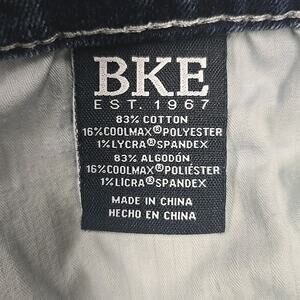 BKE
EST. 1967
83% COTTON
16%COOLMAX®POLYESTER
1%LYCRA®SPANDEX
83% ALGODÓN
16%COOLMAX®POLIÉSTER
1%LICRA®SPANDEX
MADE IN CHINA
HECHO EN CHINA